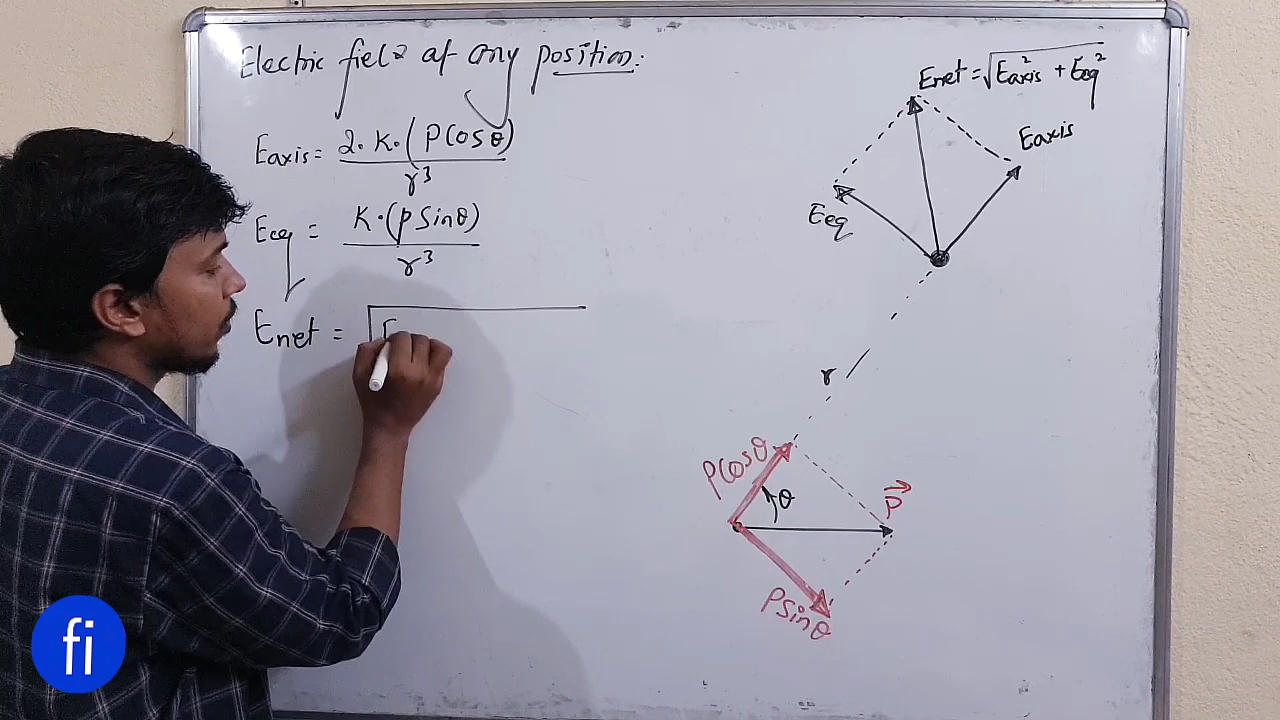 Electric field at any position:
Eaxis = 2·K·(PCosθ) / r³
Eeq = K·(pSinθ) / r³
Enet = √E
Enet = √Eaxis² + Eeq²
Eaxis
Eeq
r
PCosθ
θ
P⃗
PSinθ
fi